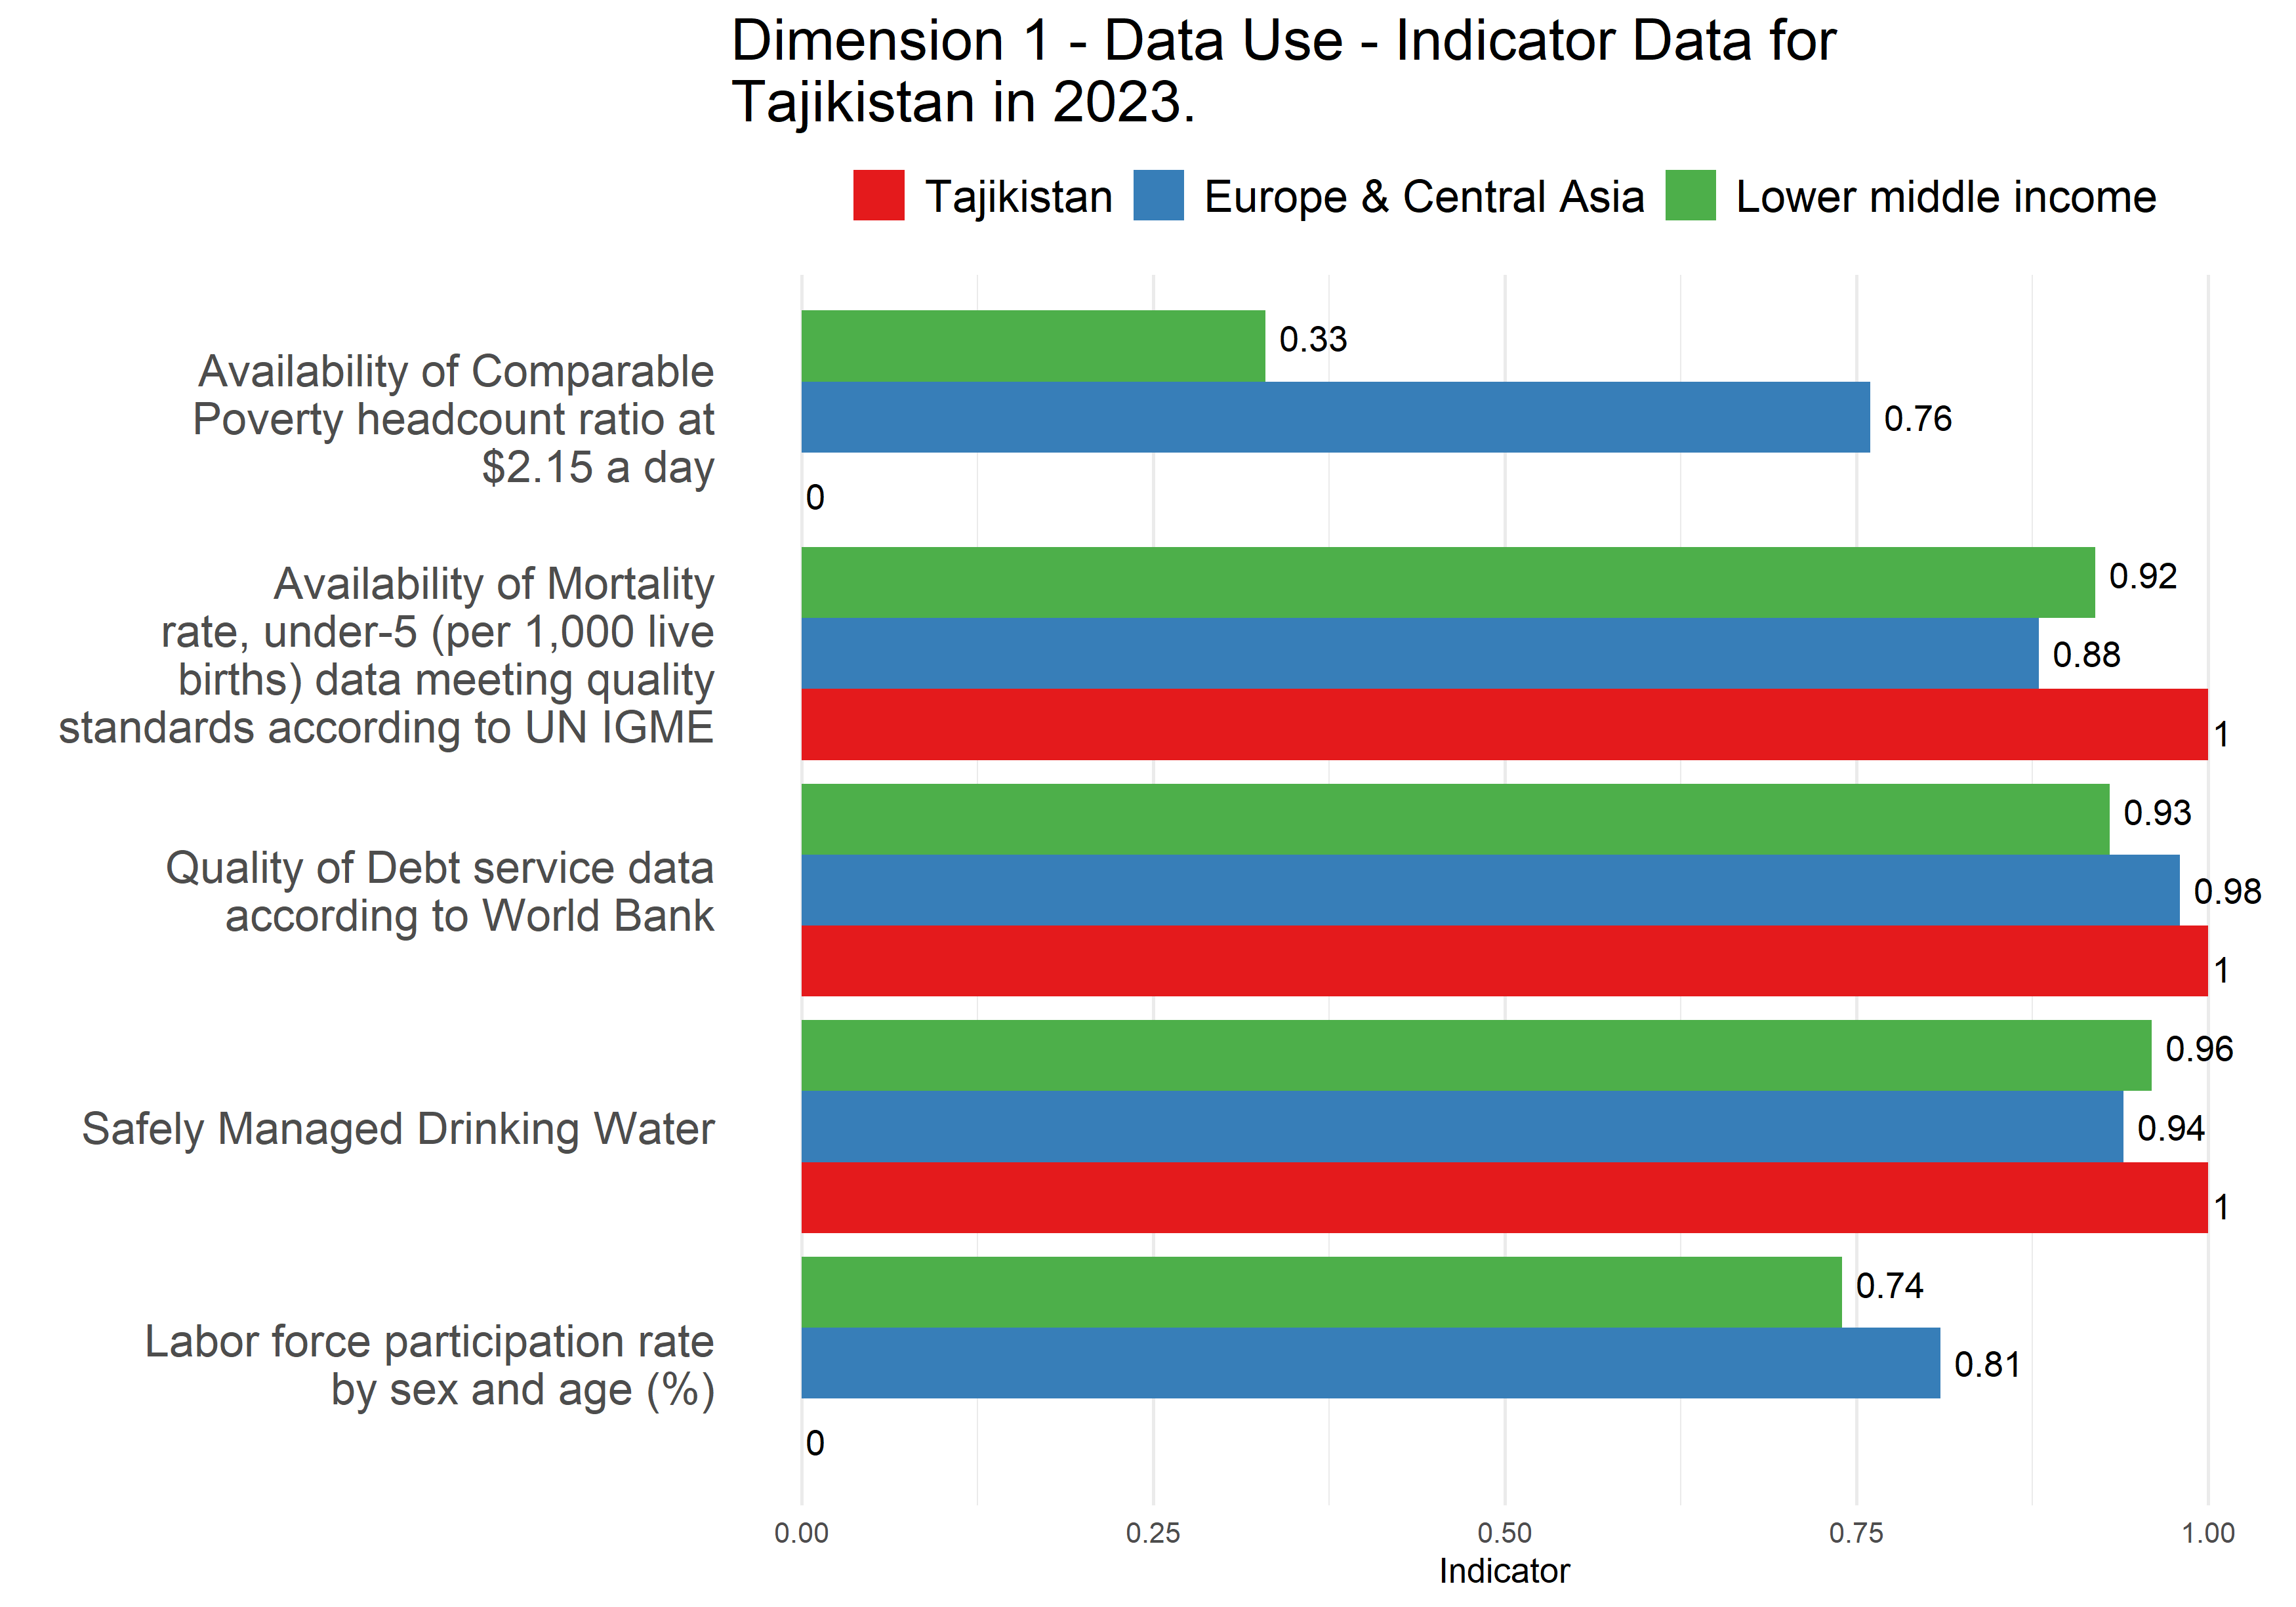 Dimension 1 - Data Use - Indicator Data for
Tajikistan in 2023.
Tajikistan
Europe & Central Asia
Lower middle income
Availability of Comparable
Poverty headcount ratio at
$2.15 a day
0.33
0.76
0
Availability of Mortality
rate, under-5 (per 1,000 live
births) data meeting quality
standards according to UN IGME
0.92
0.88
1
Quality of Debt service data
according to World Bank
0.93
0.98
1
Safely Managed Drinking Water
0.96
0.94
1
Labor force participation rate
by sex and age (%)
0.74
0.81
0
0.00
0.25
0.50
0.75
1.00
Indicator